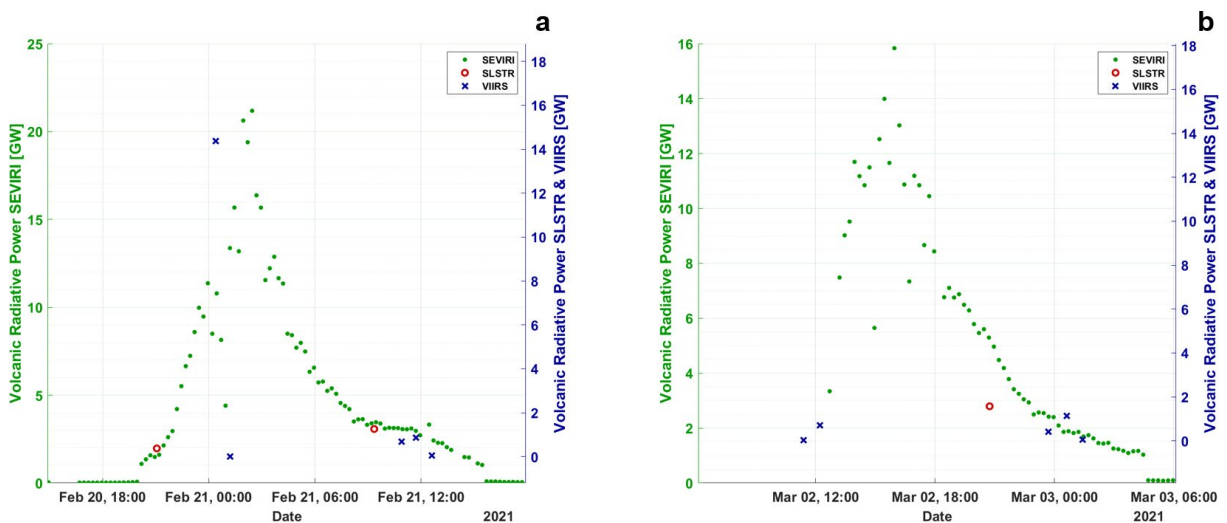 a
25
20
15
10
5
0
Volcanic Radiative Power SEVIRI [GW]
SEVIRI
SLSTR
VIIRS
18
16
14
12
10
8
6
4
2
0
Volcanic Radiative Power SLSTR & VIIRS [GW]
Feb 20, 18:00 Feb 21, 00:00 Feb 21, 06:00 Feb 21, 12:00
Date
2021
b
16
14
12
10
8
6
4
2
0
Volcanic Radiative Power SEVIRI [GW]
SEVIRI
SLSTR
VIIRS
18
16
14
12
10
8
6
4
2
0
Volcanic Radiative Power SLSTR & VIIRS [GW]
Mar 02, 12:00 Mar 02, 18:00 Mar 03, 00:00 Mar 03, 06:00
Date
2021